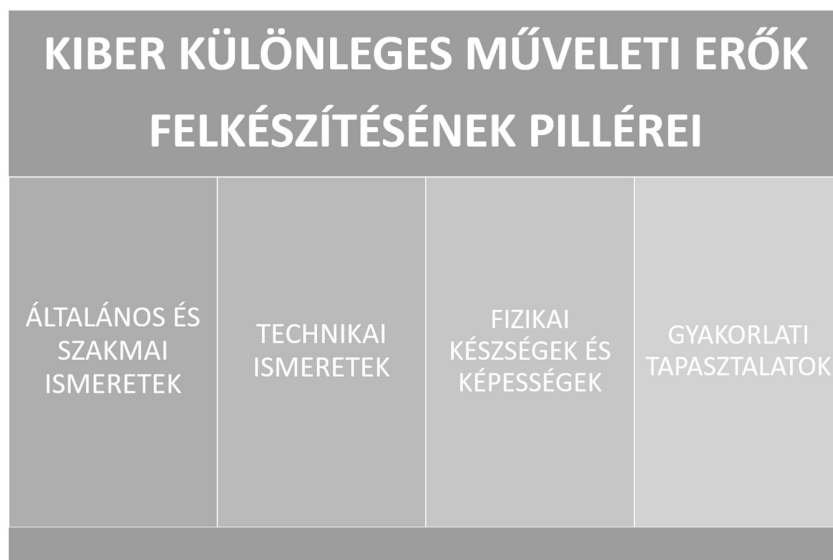 KIBER KÜLÖNLEGES MŰVELETI ERŐK
FELKÉSZÍTÉSÉNEK PILLÉREI
ÁLTALÁNOS ÉS
SZAKMAI
ISMERETEK
TECHNIKAI
ISMERETEK
FIZIKAI
KÉSZSÉGEK ÉS
KÉPESSÉGEK
GYAKORLATI
TAPASZTALATOK